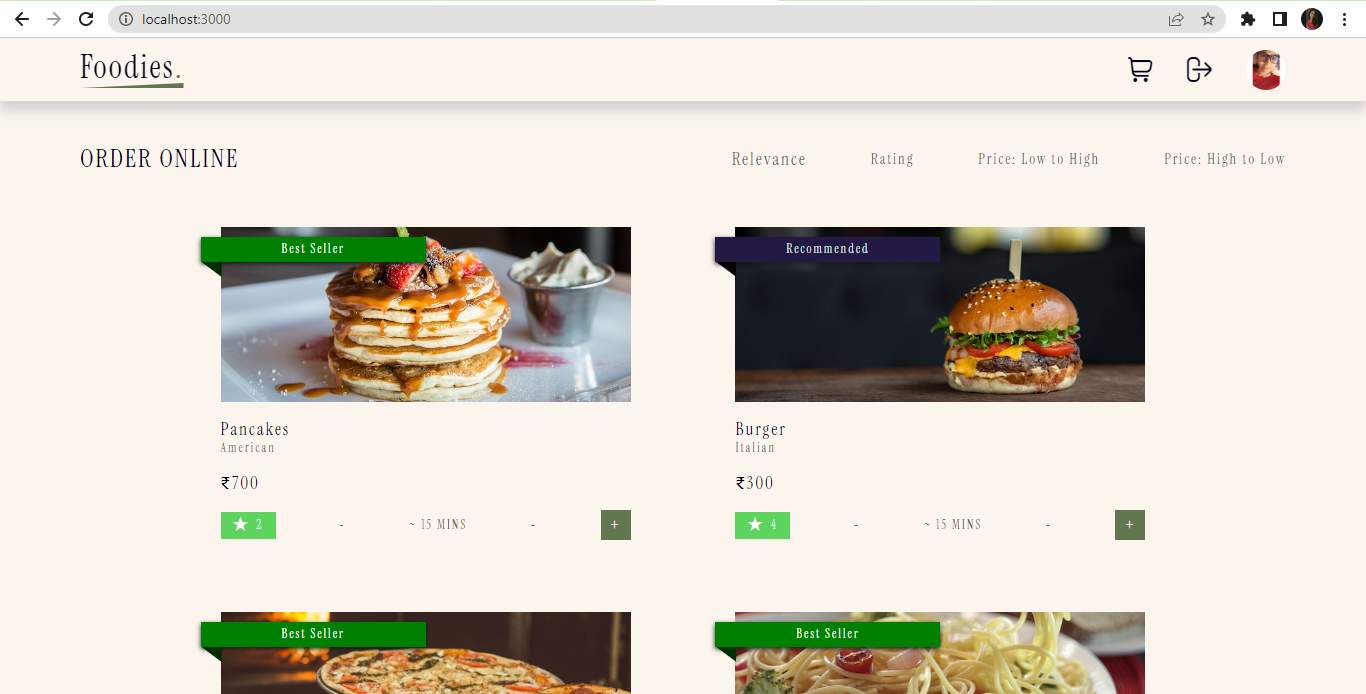 localhost:3000
Foodies.
ORDER ONLINE
Relevance
Rating
Price: Low to High
Price: High to Low
Best Seller
Recommended
Pancakes
American
₹700
★ 2 - ~ 15 MINS - +
Burger
Italian
₹300
★ 4 - ~ 15 MINS - +
Best Seller
Best Seller